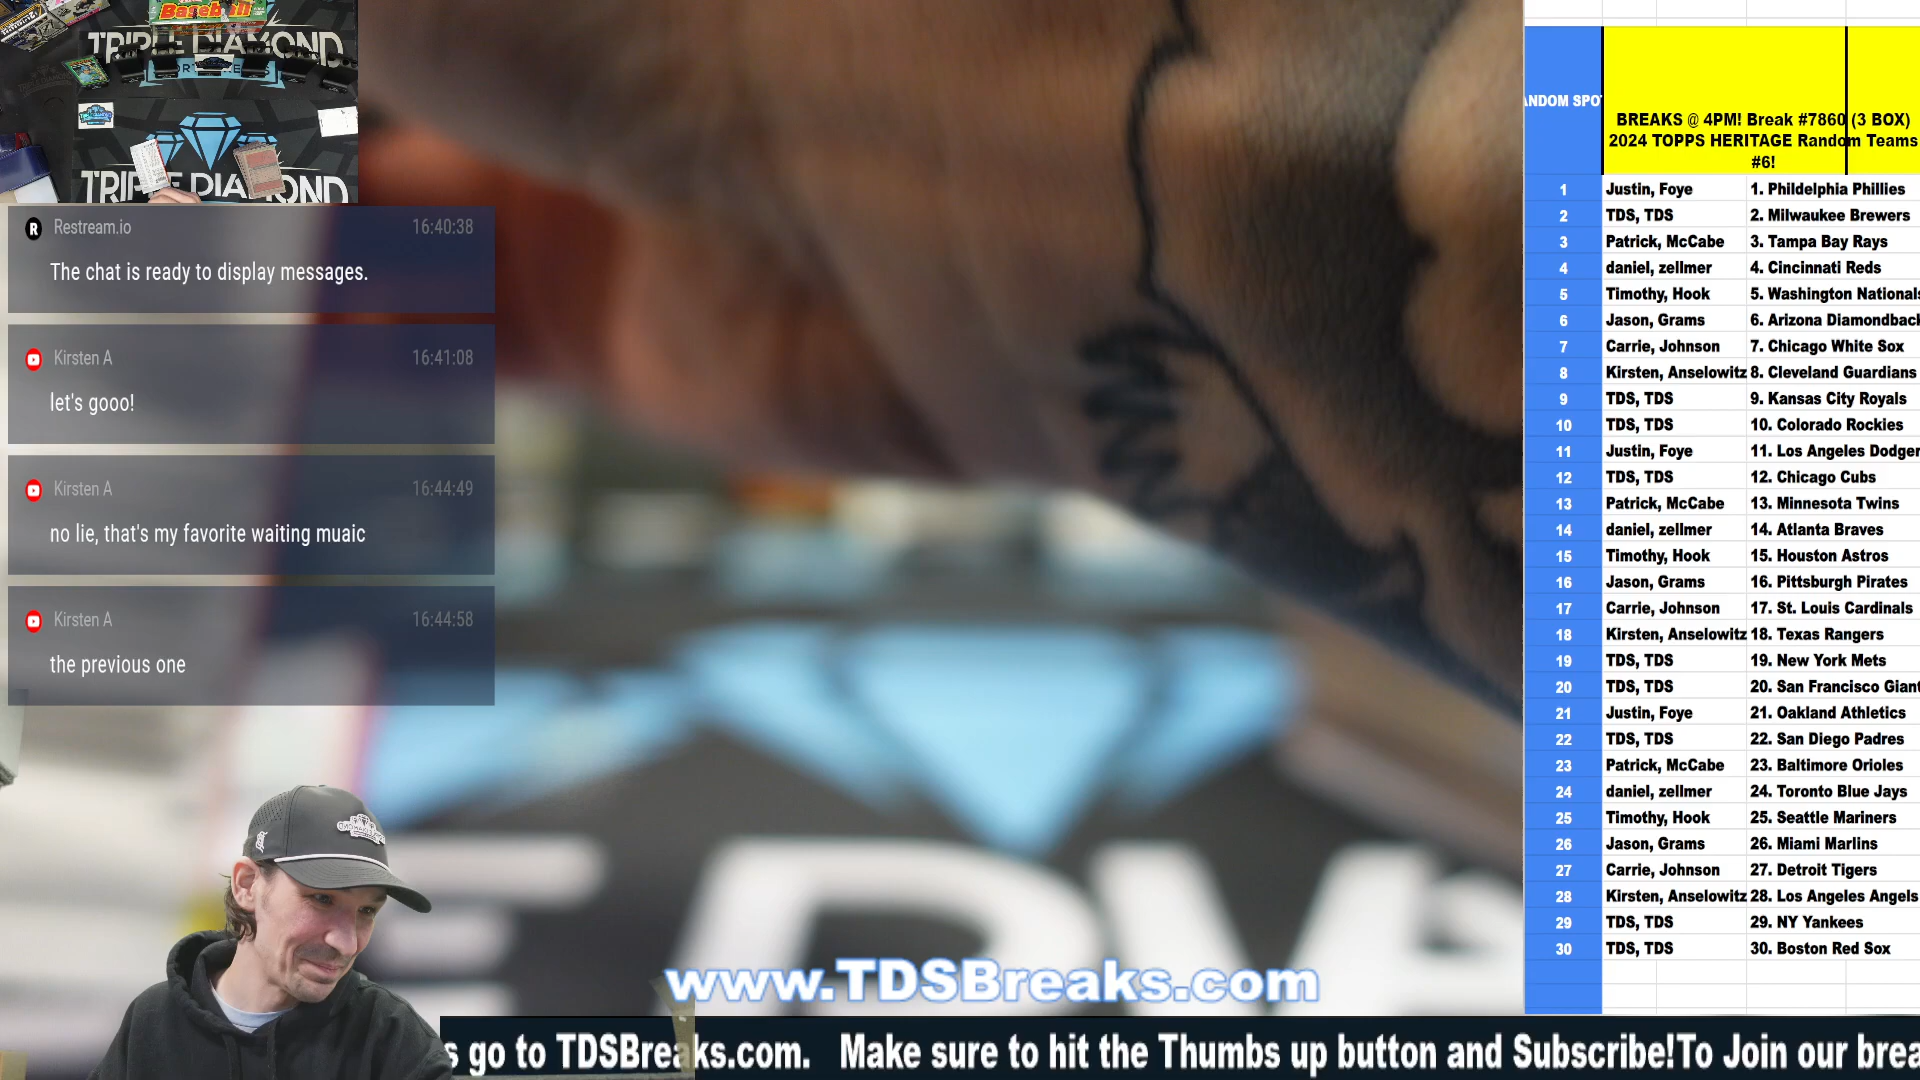 Baseball
TRIPLE DIAMOND
TRIPLE DIAMOND
Restream.io 16:40:38
The chat is ready to display messages.
Kirsten A 16:41:08
let's gooo!
Kirsten A 16:44:49
no lie, that's my favorite waiting muaic
Kirsten A 16:44:58
the previous one
ANDOM SPO
BREAKS @ 4PM! Break #7860 (3 BOX)
2024 TOPPS HERITAGE Random Teams
#6!
1 Justin, Foye 1. Phildelphia Phillies
2 TDS, TDS 2. Milwaukee Brewers
3 Patrick, McCabe 3. Tampa Bay Rays
4 daniel, zellmer 4. Cincinnati Reds
5 Timothy, Hook 5. Washington Nationals
6 Jason, Grams 6. Arizona Diamondback
7 Carrie, Johnson 7. Chicago White Sox
8 Kirsten, Anselowitz 8. Cleveland Guardians
9 TDS, TDS 9. Kansas City Royals
10 TDS, TDS 10. Colorado Rockies
11 Justin, Foye 11. Los Angeles Dodger
12 TDS, TDS 12. Chicago Cubs
13 Patrick, McCabe 13. Minnesota Twins
14 daniel, zellmer 14. Atlanta Braves
15 Timothy, Hook 15. Houston Astros
16 Jason, Grams 16. Pittsburgh Pirates
17 Carrie, Johnson 17. St. Louis Cardinals
18 Kirsten, Anselowitz 18. Texas Rangers
19 TDS, TDS 19. New York Mets
20 TDS, TDS 20. San Francisco Giant
21 Justin, Foye 21. Oakland Athletics
22 TDS, TDS 22. San Diego Padres
23 Patrick, McCabe 23. Baltimore Orioles
24 daniel, zellmer 24. Toronto Blue Jays
25 Timothy, Hook 25. Seattle Mariners
26 Jason, Grams 26. Miami Marlins
27 Carrie, Johnson 27. Detroit Tigers
28 Kirsten, Anselowitz 28. Los Angeles Angels
29 TDS, TDS 29. NY Yankees
30 TDS, TDS 30. Boston Red Sox
www.TDSBreaks.com
s go to TDSBreaks.com. Make sure to hit the Thumbs up button and Subscribe!To Join our brea